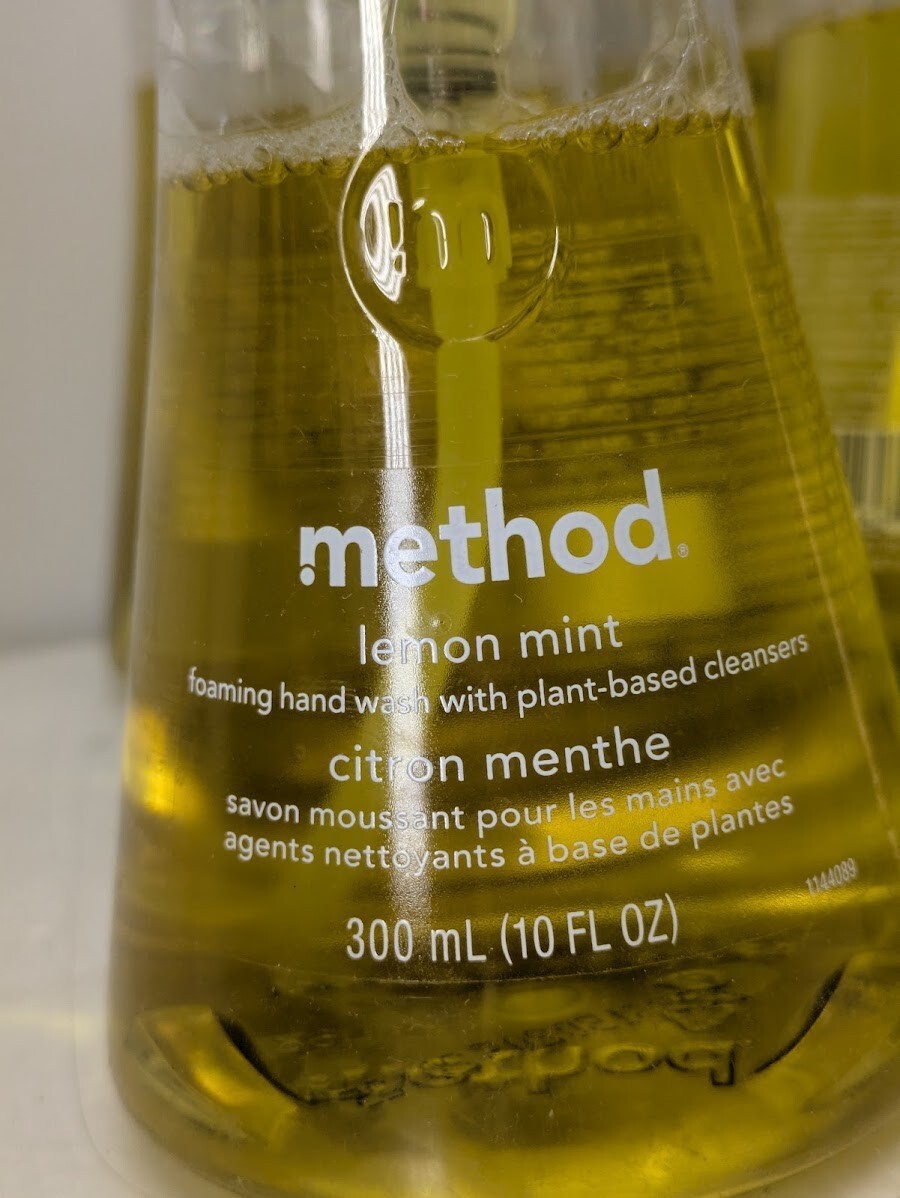 method®
lemon mint
foaming hand wash with plant-based cleansers
citron menthe
savon moussant pour les mains avec
agents nettoyants à base de plantes
1144089
300 mL (10 FL OZ)